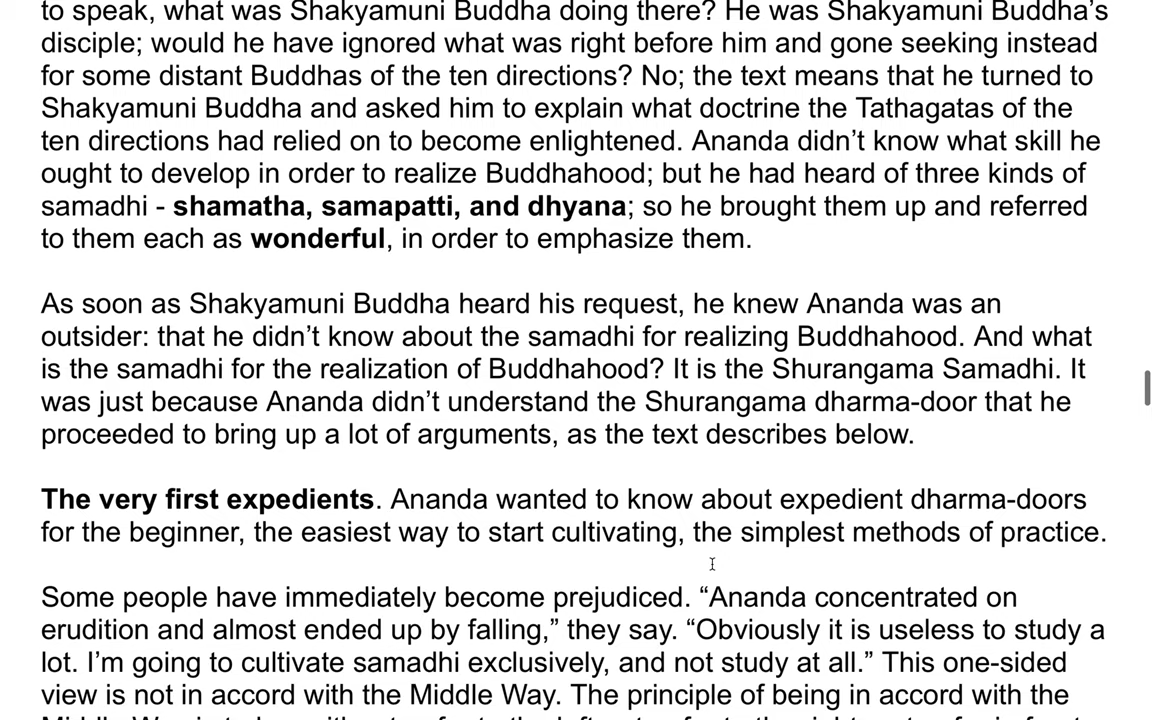 to speak, what was Shakyamuni Buddha doing there? He was Shakyamuni Buddha’s
disciple; would he have ignored what was right before him and gone seeking instead
for some distant Buddhas of the ten directions? No; the text means that he turned to
Shakyamuni Buddha and asked him to explain what doctrine the Tathagatas of the
ten directions had relied on to become enlightened. Ananda didn’t know what skill he
ought to develop in order to realize Buddhahood; but he had heard of three kinds of
samadhi - shamatha, samapatti, and dhyana; so he brought them up and referred
to them each as wonderful, in order to emphasize them.
As soon as Shakyamuni Buddha heard his request, he knew Ananda was an
outsider: that he didn’t know about the samadhi for realizing Buddhahood. And what
is the samadhi for the realization of Buddhahood? It is the Shurangama Samadhi. It
was just because Ananda didn’t understand the Shurangama dharma-door that he
proceeded to bring up a lot of arguments, as the text describes below.
The very first expedients. Ananda wanted to know about expedient dharma-doors
for the beginner, the easiest way to start cultivating, the simplest methods of practice.
Some people have immediately become prejudiced. “Ananda concentrated on
erudition and almost ended up by falling,” they say. “Obviously it is useless to study a
lot. I’m going to cultivate samadhi exclusively, and not study at all.” This one-sided
view is not in accord with the Middle Way. The principle of being in accord with the